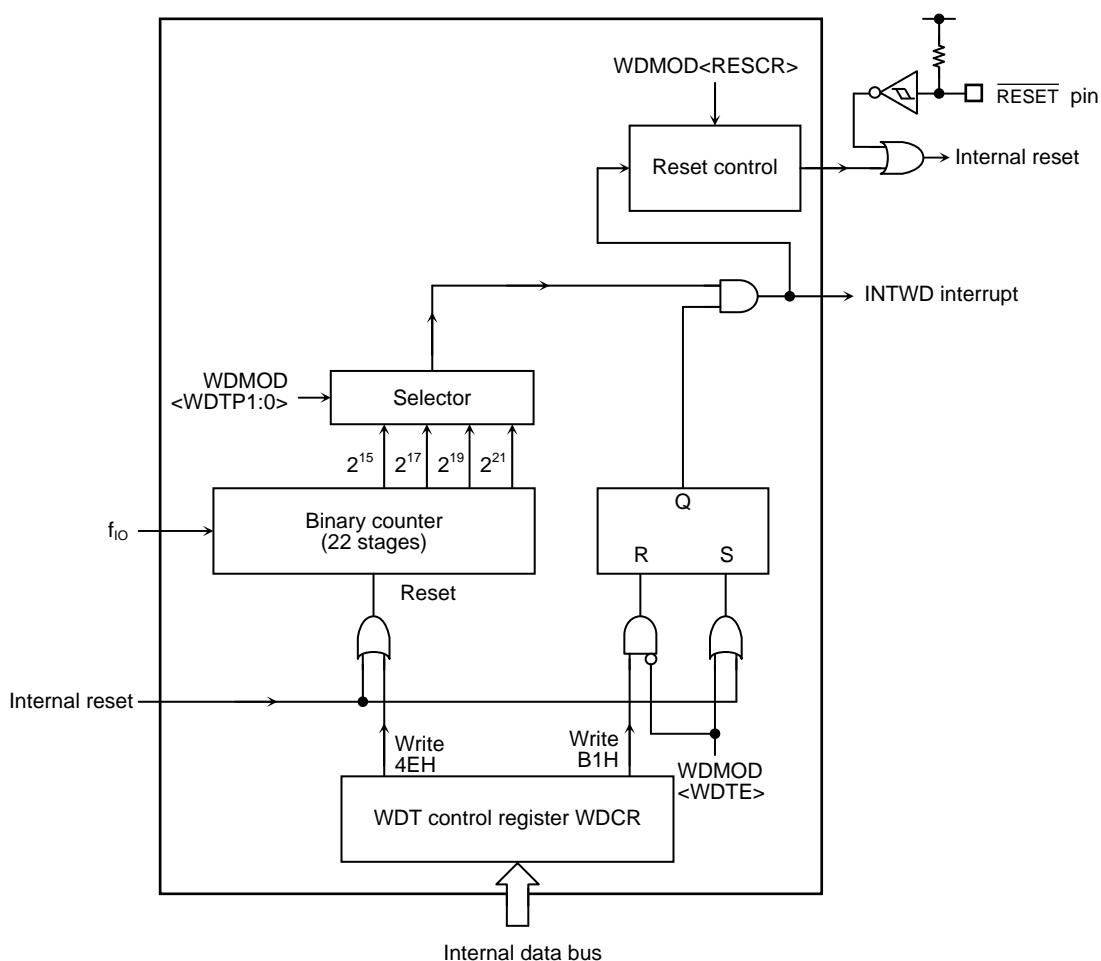 WDMOD<RESCR>
RESET pin
Reset control
Internal reset
INTWD interrupt
WDMOD
<WDTP1:0>
Selector
2^15 2^17 2^19 2^21
Binary counter
(22 stages)
fIO
Q
R S
Reset
Internal reset
Write
4EH
Write
B1H
WDMOD
<WDTE>
WDT control register WDCR
Internal data bus